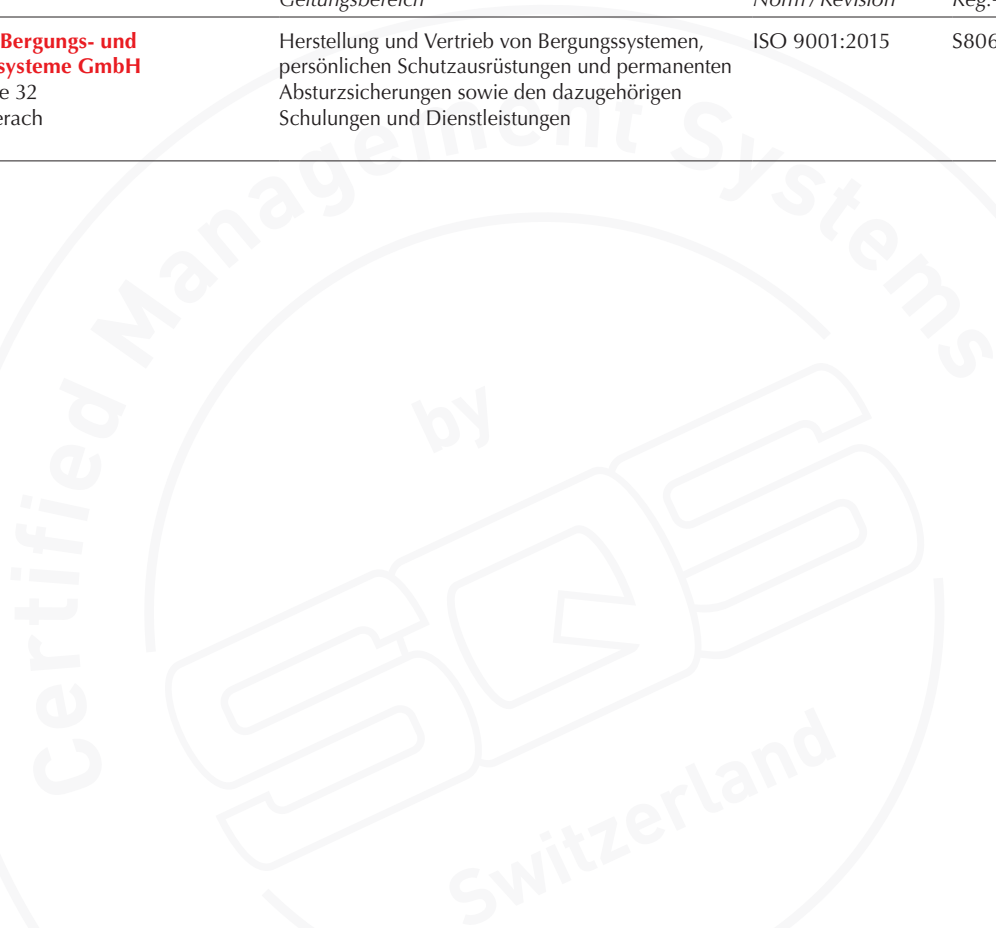 Geltungsbereich Norm / Revision Reg.-
Bergungs- und
systeme GmbH
e 32
erach
Herstellung und Vertrieb von Bergungssystemen,
persönlichen Schutzausrüstungen und permanenten
Absturzsicherungen sowie den dazugehörigen
Schulungen und Dienstleistungen
ISO 9001:2015
S806
Certified Management Systems
by
SQS
Switzerland